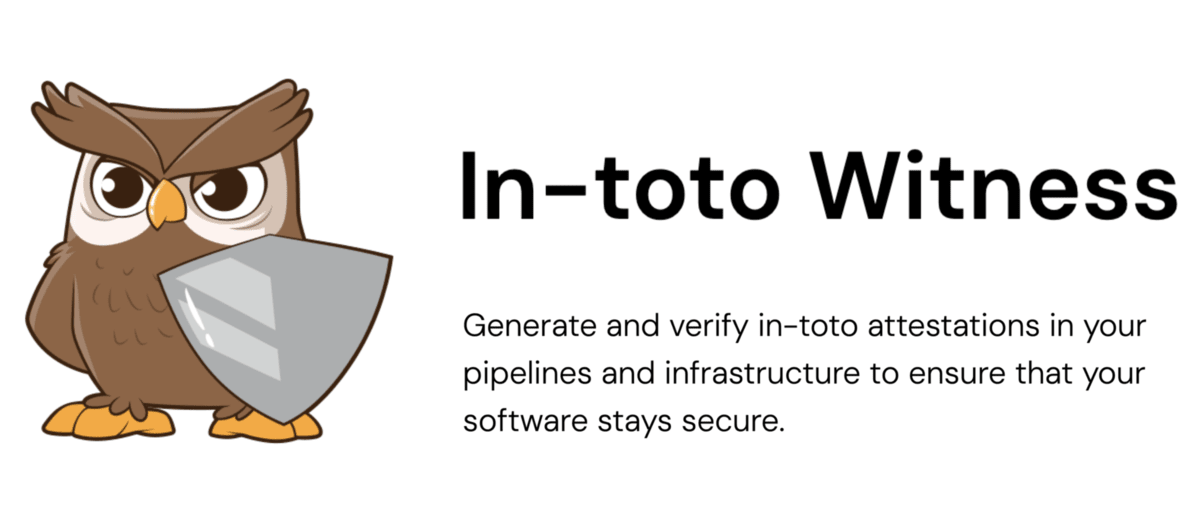 In-toto Witness
Generate and verify in-toto attestations in your
pipelines and infrastructure to ensure that your
software stays secure.